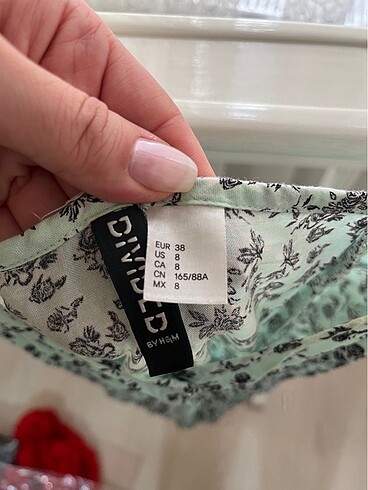 DIVIDED
BY H&M
EUR 38
US 8
CA 8
CN 165/88A
MX 8